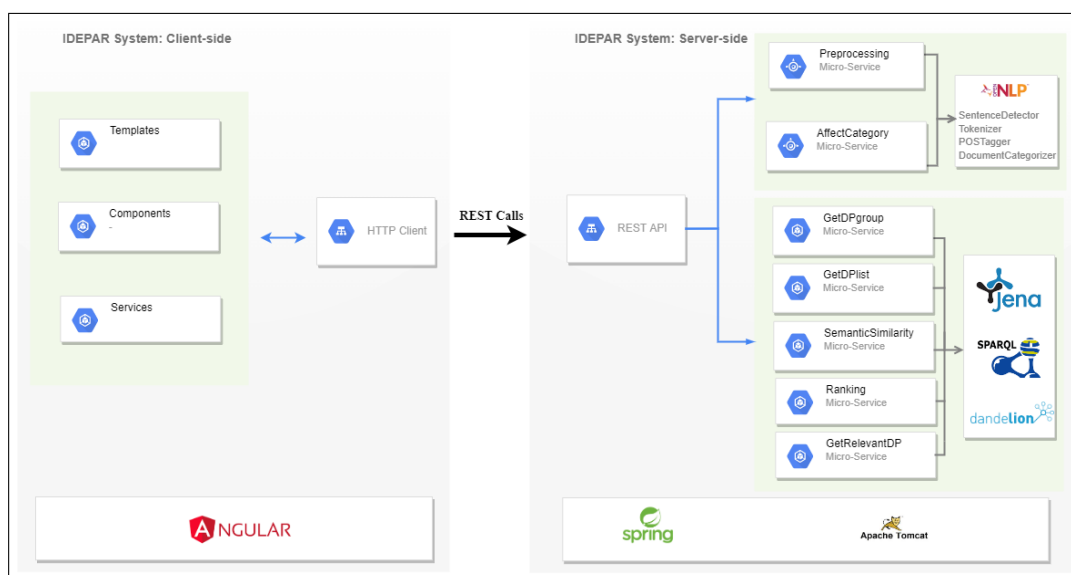 IDEPAR System: Client-side
Templates
Components
-
Services
HTTP Client
ANGULAR
REST Calls
IDEPAR System: Server-side
REST API
Preprocessing
Micro-Service
AffectCategory
Micro-Service
NLP
SentenceDetector
Tokenizer
POSTagger
DocumentCategorizer
GetDPgroup
Micro-Service
GetDPlist
Micro-Service
SemanticSimilarity
Micro-Service
Ranking
Micro-Service
GetRelevantDP
Micro-Service
Jena
SPARQL
dandelion
spring
Apache Tomcat